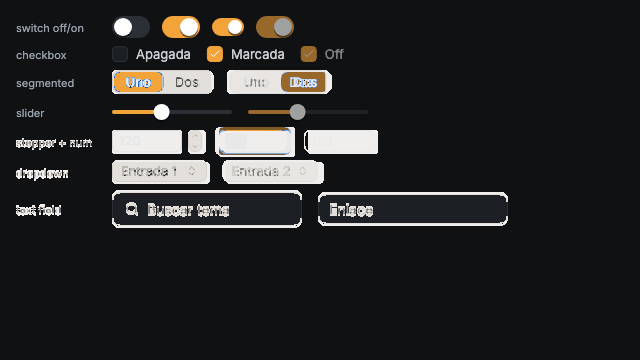 switch off/on
checkbox Apagada Marcada Off
segmented Uno Dos Uno Dos
slider
stepper + num 120
dropdown Entrada 1 Entrada 2
text field Buscar tema Enlace